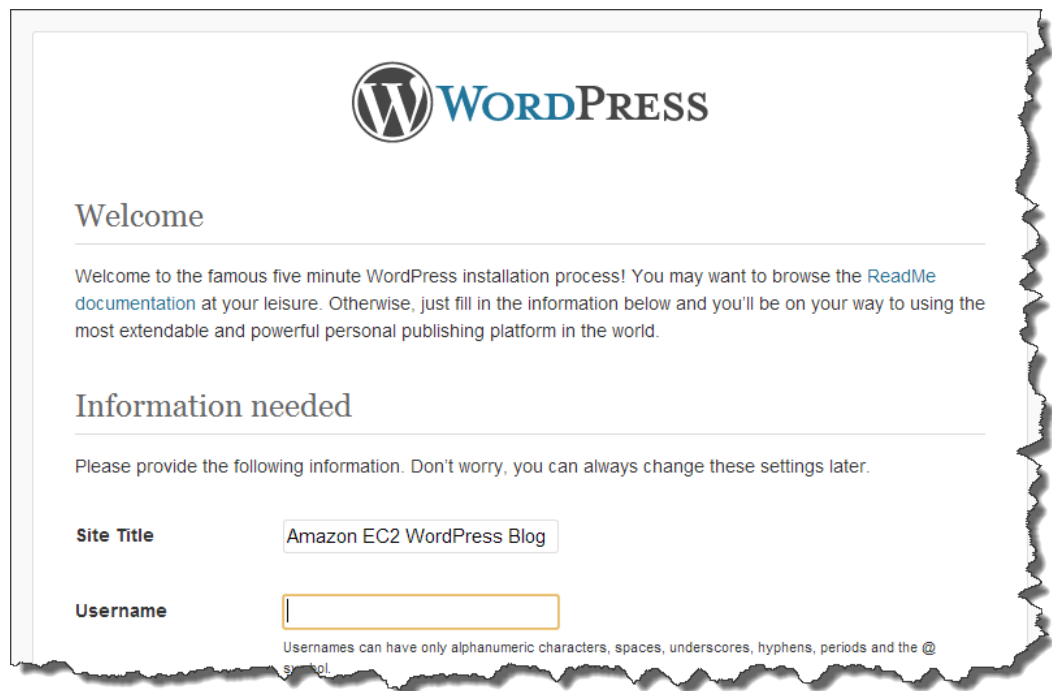 WORDPRESS
Welcome
Welcome to the famous five minute WordPress installation process! You may want to browse the ReadMe
documentation at your leisure. Otherwise, just fill in the information below and you'll be on your way to using the
most extendable and powerful personal publishing platform in the world.
Information needed
Please provide the following information. Don't worry, you can always change these settings later.
Site Title
Amazon EC2 WordPress Blog
Username
Usernames can have only alphanumeric characters, spaces, underscores, hyphens, periods and the @
symbol.